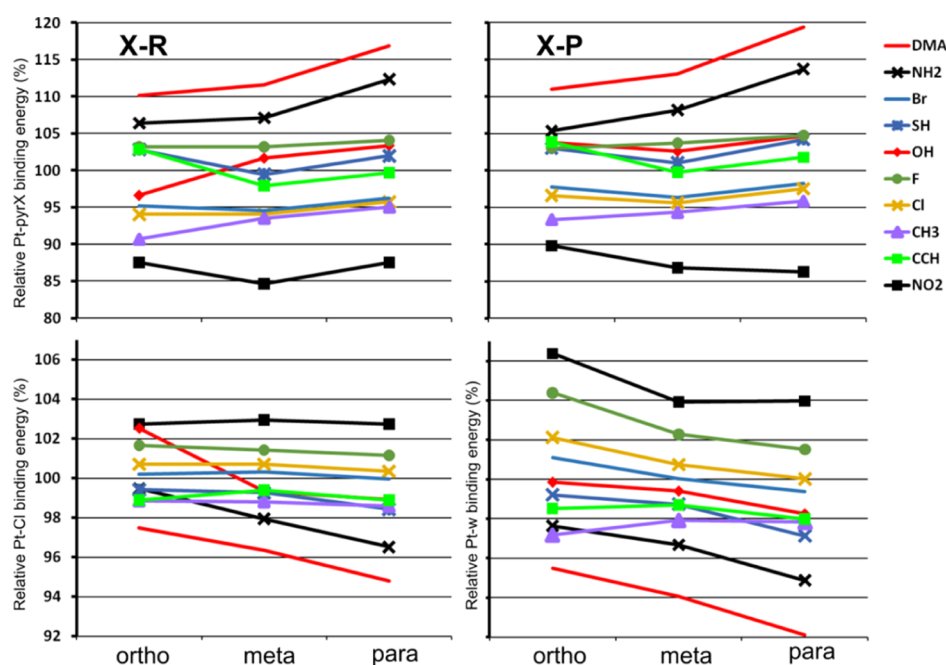 X-R
X-P
Relative Pt-pyrX binding energy (%)
120
115
110
105
100
95
90
85
80
DMA
NH2
Br
SH
OH
F
Cl
CH3
CCH
NO2
Relative Pt-Cl binding energy (%)
106
104
102
100
98
96
94
92
Relative Pt-w binding energy (%)
ortho meta para
ortho meta para